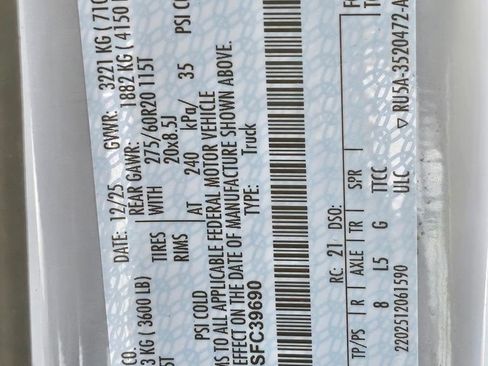 DATE: 12/25 GVWR: 3221 KG ( 710
CO. REAR GAWR: 1882 KG ( 4150
3 KG ( 3600 LB) TIRES WITH 275/60R20 115T
5T RIMS 20x8.5J
PSI COLD AT 240 kPa/ 35 PSI CO
MS TO ALL APPLICABLE FEDERAL MOTOR VEHICLE
EFFECT ON THE DATE OF MANUFACTURE SHOWN ABOVE.
SFC39690 TYPE: Truck
RC: 21 DSO:
TP/PS R AXLE TR SPR
8 L5 G TTCC
2202512061590 ULC ▽ RU5A-3520472-A